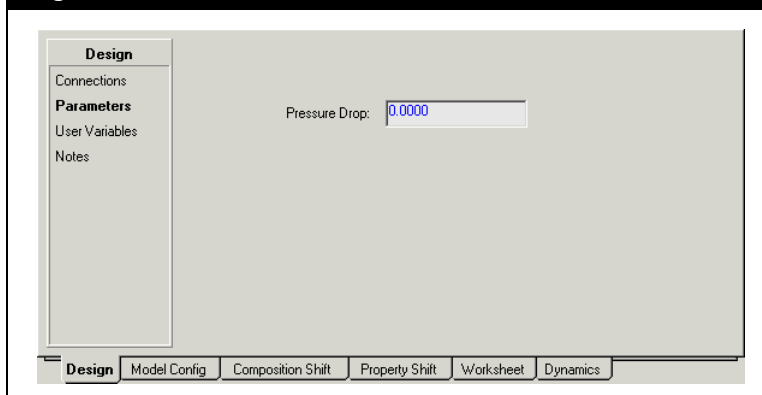 Design
Connections
Parameters
User Variables
Notes
Pressure Drop: 0.0000
Design Model Config Composition Shift Property Shift Worksheet Dynamics